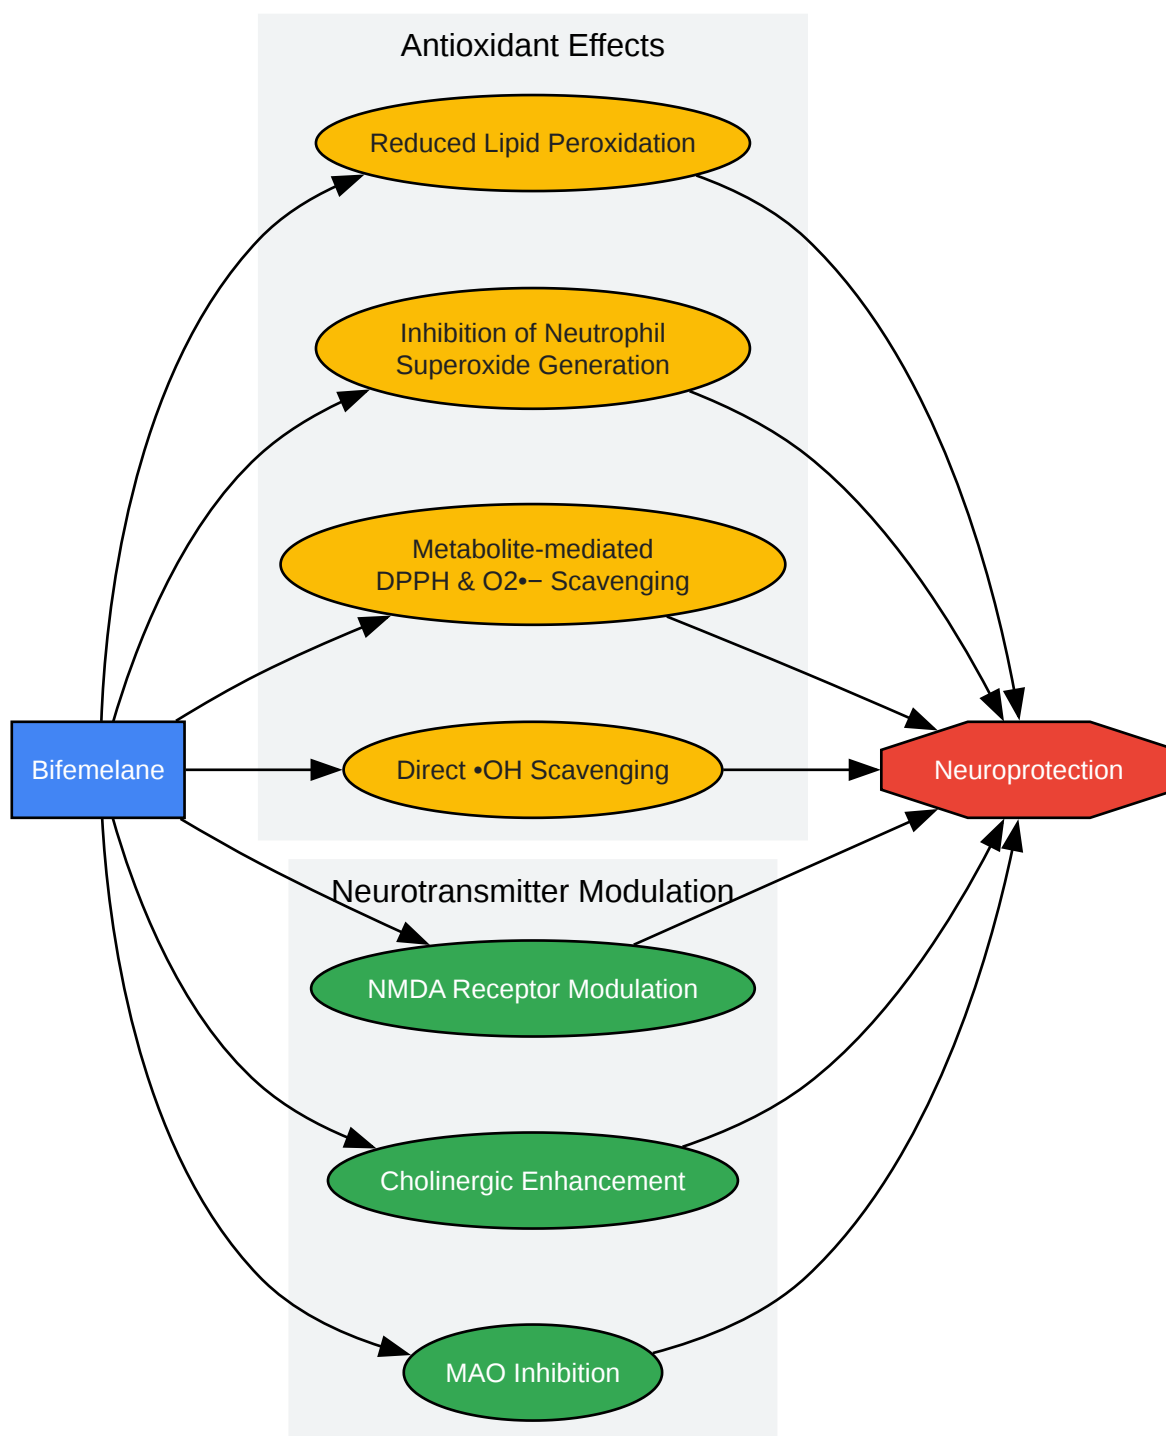 Antioxidant Effects
Reduced Lipid Peroxidation
Inhibition of Neutrophil
Superoxide Generation
Metabolite-mediated
DPPH & O2•− Scavenging
Bifemelane
Direct •OH Scavenging
Neuroprotection
Neurotransmitter Modulation
NMDA Receptor Modulation
Cholinergic Enhancement
MAO Inhibition